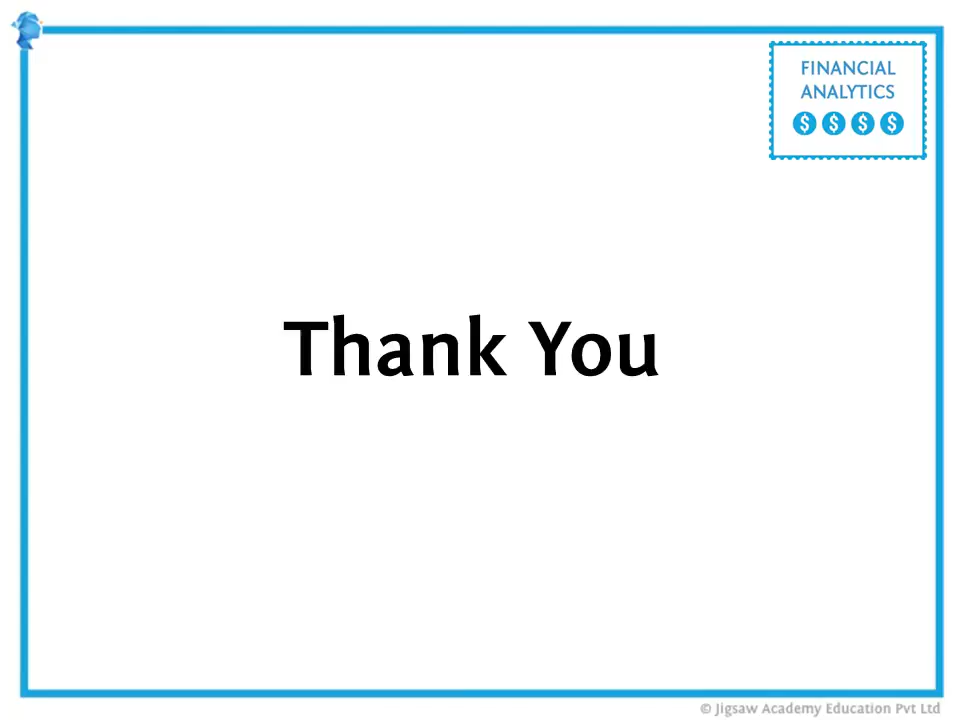 FINANCIAL
ANALYTICS
$ $ $ $
Thank You
© Jigsaw Academy Education Pvt Ltd